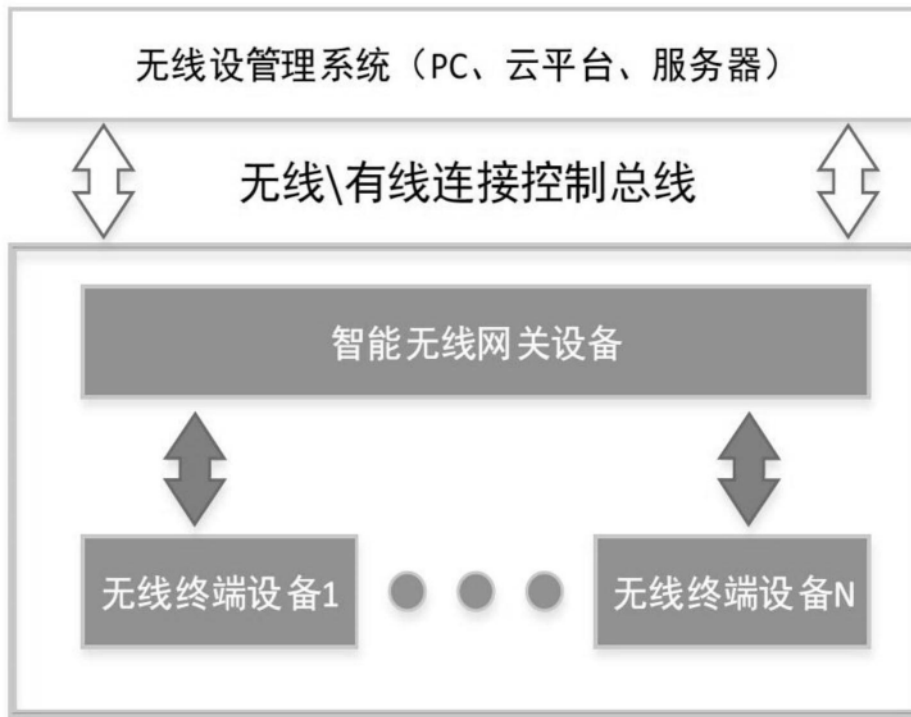 无线设管理系统（PC、云平台、服务器）
无线\有线连接控制总线
智能无线网关设备
无线终端设备1
无线终端设备N